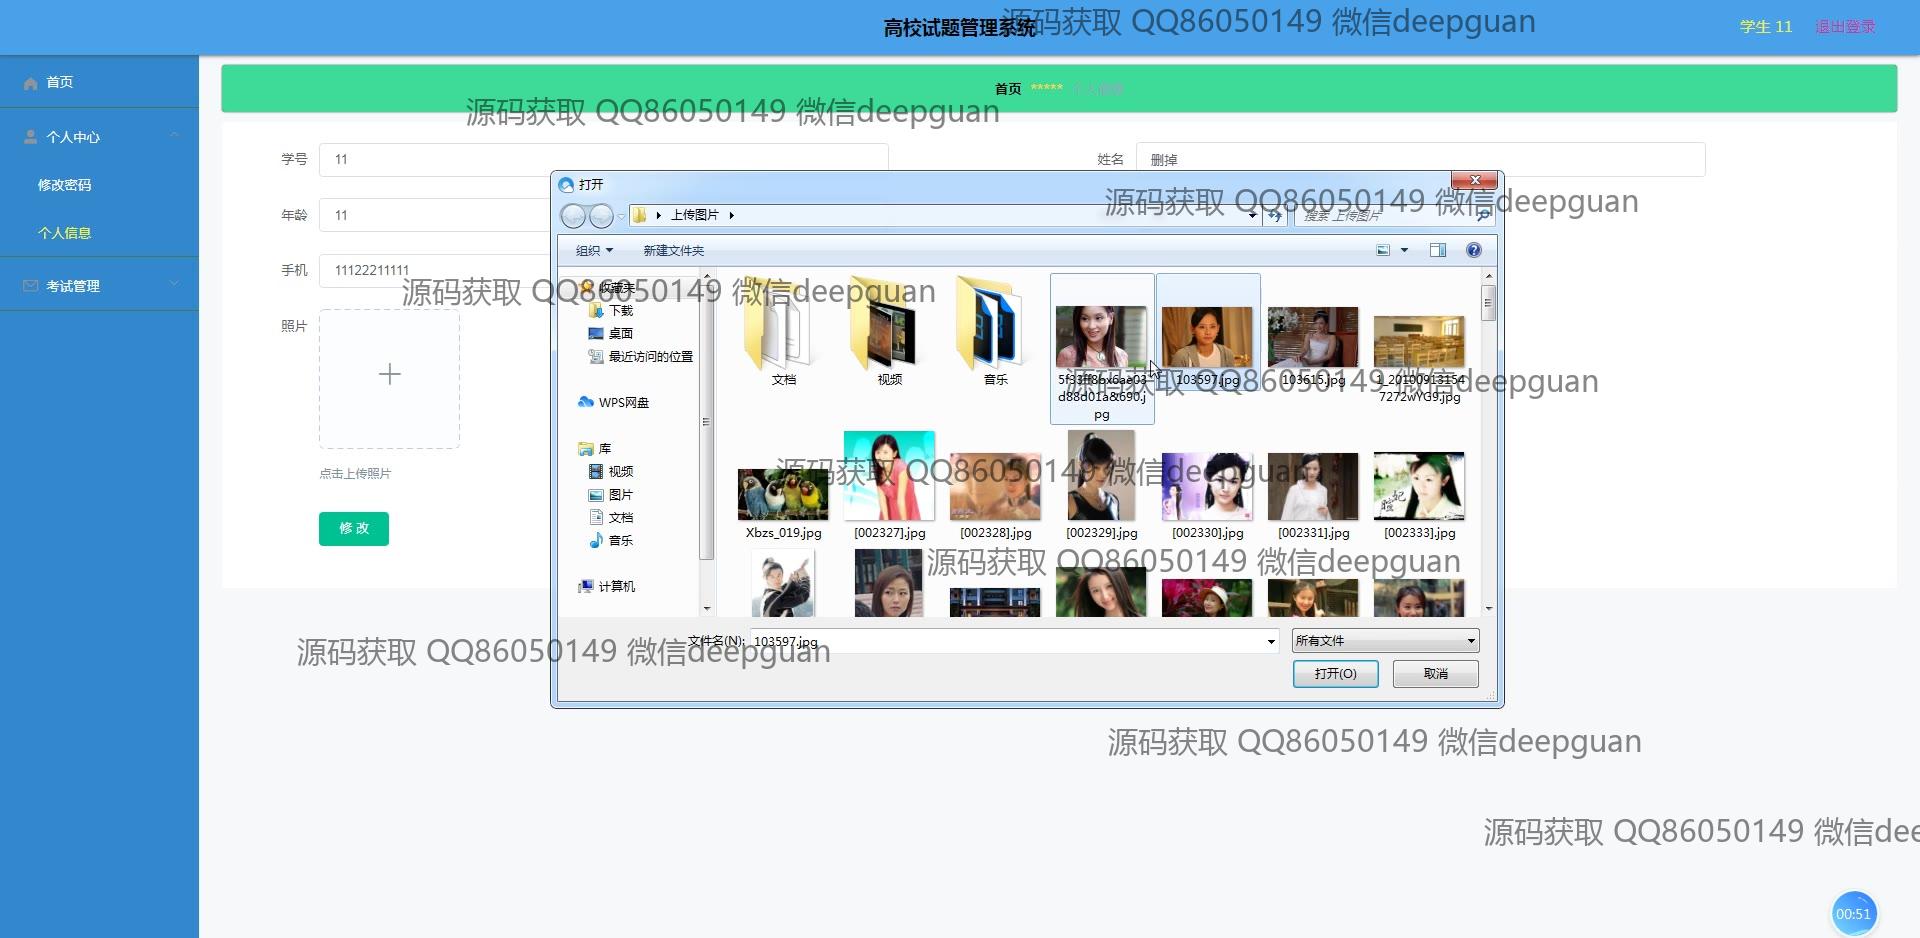 高校试题管理系统
源码获取 QQ86050149 微信deepguan
学生 11
退出登录
首页
首页 ***** 个人信息
源码获取 QQ86050149 微信deepguan
个人中心
学号 11
姓名 删掉
修改密码
打开
源码获取 QQ86050149 微信deepguan
年龄 11
上传图片
搜索 上传图片
个人信息
组织
新建文件夹
手机 11122211111
考试管理
源码获取 QQ86050149 微信deepguan
收藏夹
下载
照片
桌面
最近访问的位置
文档
视频
音乐
5f33ff8bx6ae03
d88d01a&690.j
pg
103597.jpg
103615.jpg
1_20100913154
7272wYG9.jpg
源码获取 QQ86050149 微信deepguan
WPS网盘
库
点击上传照片
视频
源码获取 QQ86050149 微信deepguan
图片
文档
修 改
Xbzs_019.jpg
[002327].jpg
[002328].jpg
[002329].jpg
[002330].jpg
[002331].jpg
暄妃
[002333].jpg
音乐
源码获取 QQ86050149 微信deepguan
计算机
文件名(N): 103597.jpg
所有文件
源码获取 QQ86050149 微信deepguan
打开(O)
取消
源码获取 QQ86050149 微信deepguan
源码获取 QQ86050149 微信dee
00:51